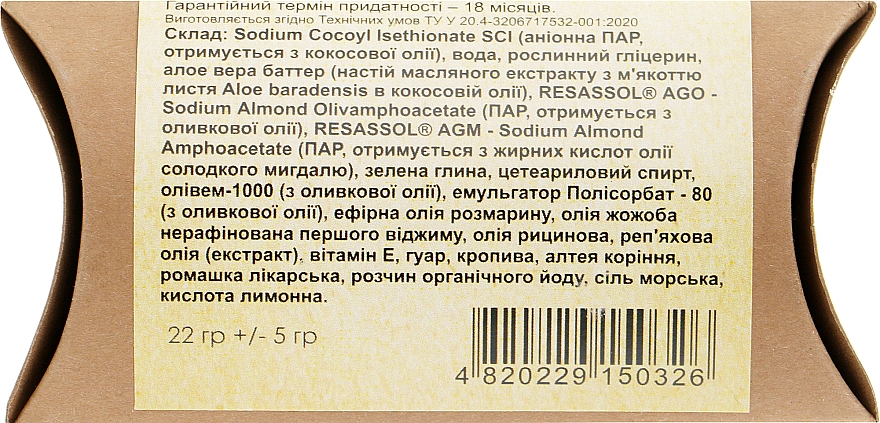 Гарантійний термін придатності – 18 місяців.
Виготовляється згідно Технічних умов ТУ У 20.4-3206717532-001:2020
Склад: Sodium Cocoyl Isethionate SCI (аніонна ПАР,
отримується з кокосової олії), вода, рослинний гліцерин,
алое вера баттер (настій масляного екстракту з м'якоттю
листя Aloe baradensis в кокосовій олії), RESASSOL® AGO -
Sodium Almond Olivamphoacetate (ПАР, отримується з
оливкової олії), RESASSOL® AGM - Sodium Almond
Amphoacetate (ПАР, отримується з жирних кислот олії
солодкого мигдалю), зелена глина, цетеариловий спирт,
олівем-1000 (з оливкової олії), емульгатор Полісорбат - 80
(з оливкової олії), ефірна олія розмарину, олія жожоба
нерафінована першого віджиму, олія рицинова, реп'яхова
олія (екстракт), вітамін Е, гуар, кропива, алтея коріння,
ромашка лікарська, розчин органічного йоду, сіль морська,
кислота лимонна.
22 гр +/- 5 гр
4 820229 150326